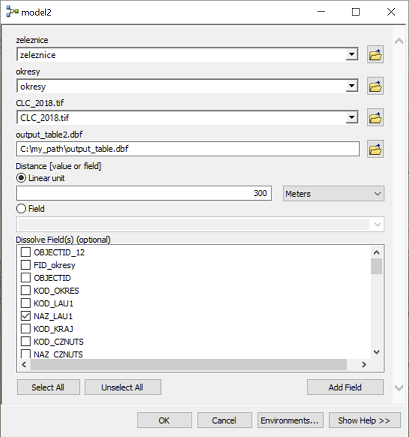 model2
zeleznice
zeleznice
okresy
okresy
CLC_2018.tif
CLC_2018.tif
output_table2.dbf
C:\my_path\output_table.dbf
Distance [value or field]
Linear unit
300 Meters
Field
Dissolve Field(s) (optional)
OBJECTID_12
FID_okresy
OBJECTID
KOD_OKRES
KOD_LAU1
NAZ_LAU1
KOD_KRAJ
KOD_CZNUTS
NAZ_CZNUTS
Select All Unselect All Add Field
OK Cancel Environments... Show Help >>